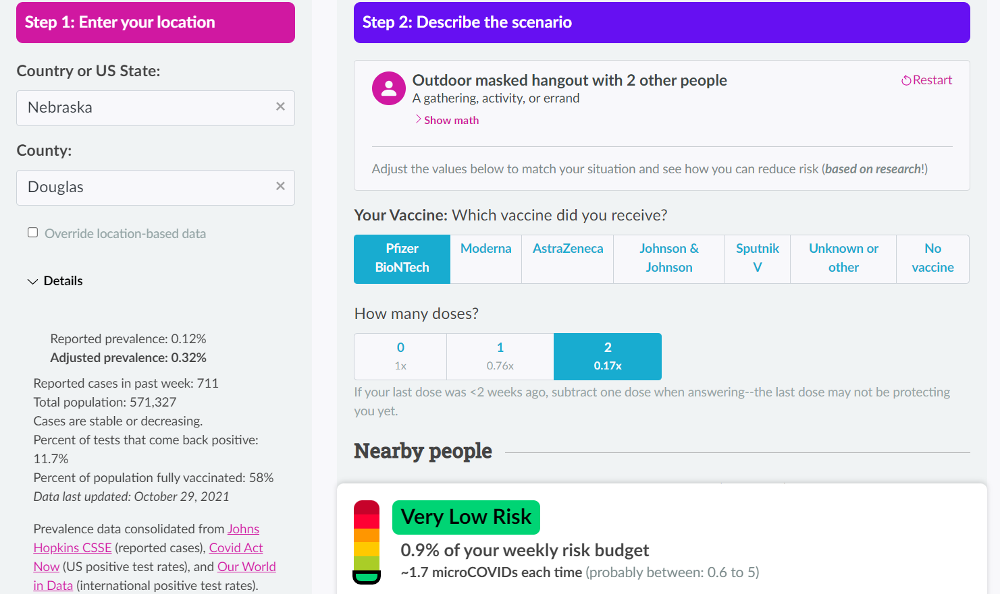 Step 1: Enter your location
Country or US State:
Nebraska
County:
Douglas
Override location-based data
Details
Reported prevalence: 0.12%
Adjusted prevalence: 0.32%
Reported cases in past week: 711
Total population: 571,327
Cases are stable or decreasing.
Percent of tests that come back positive:
11.7%
Percent of population fully vaccinated: 58%
Data last updated: October 29, 2021
Prevalence data consolidated from Johns
Hopkins CSSE (reported cases), Covid Act
Now (US positive test rates), and Our World
in Data (international positive test rates).
Step 2: Describe the scenario
Outdoor masked hangout with 2 other people
Restart
A gathering, activity, or errand
Show math
Adjust the values below to match your situation and see how you can reduce risk (based on research!)
Your Vaccine: Which vaccine did you receive?
Pfizer
BioNTech
Moderna
AstraZeneca
Johnson &
Johnson
Sputnik
V
Unknown or
other
No
vaccine
How many doses?
0
1x
1
0.76x
2
0.17x
If your last dose was <2 weeks ago, subtract one dose when answering--the last dose may not be protecting
you yet.
Nearby people
Very Low Risk
0.9% of your weekly risk budget
~1.7 microCOVIDs each time (probably between: 0.6 to 5)